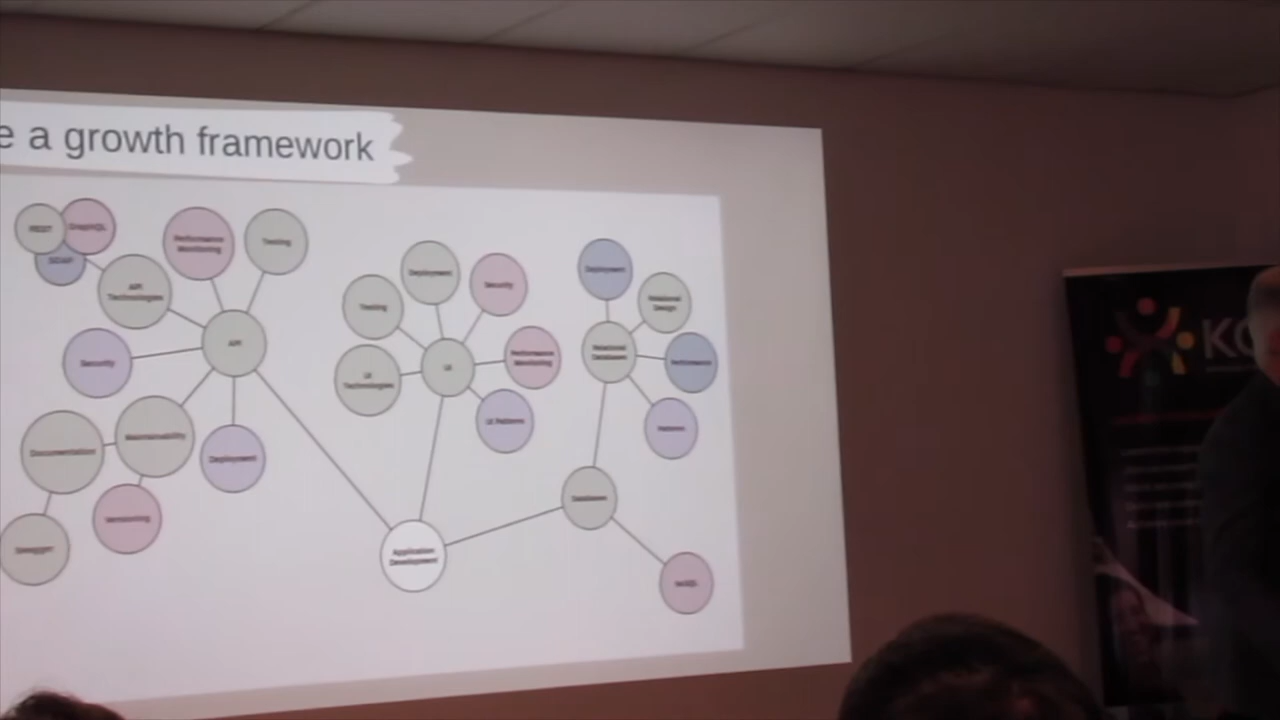 e a growth framework
REST
GraphQL
SOAP
API
Technologies
Performance
Monitoring
Testing
API
Security
Documentation
Maintainability
Deployment
Versioning
Swagger
Testing
Deployment
Security
UI
Technologies
UI
Performance
Monitoring
UI Patterns
Deployment
Relational
Design
Relational
Databases
Performance
Patterns
Databases
Application
Development
NoSQL